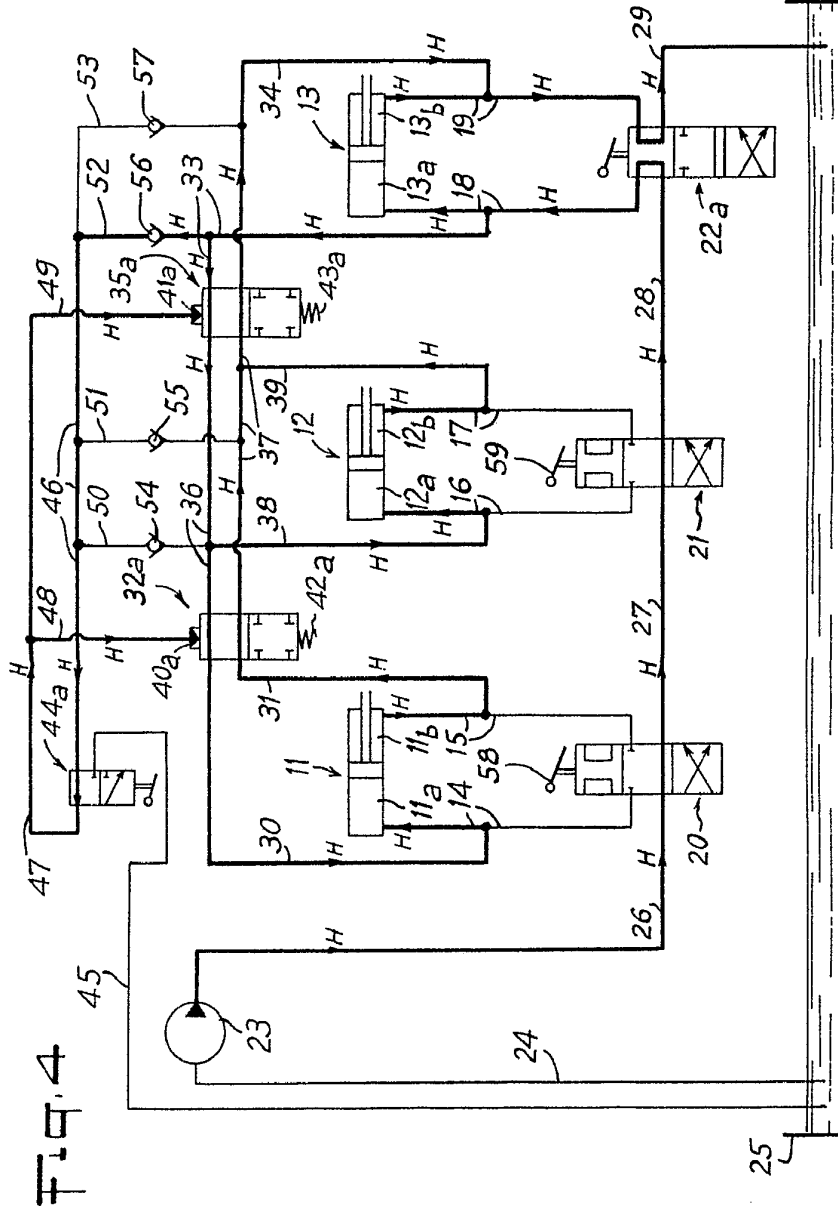 Fig. 4
47
44a
48
46
50
51
49
52
53
H
H
H
45
32a
54
55
35a
41a
56
57
40a
42a
36
38
37
39
43a
33
34
H
H
H
H
H
H
H
H
H
H
H
H
H
30
31
11
11a
11b
12
12a
12b
13
13a
13b
H
H
H
H
H
H
H
H
H
H
14
15
16
17
18
19
23
58
59
24
26
27
28
29
H
H
H
H
H
20
21
22a
25